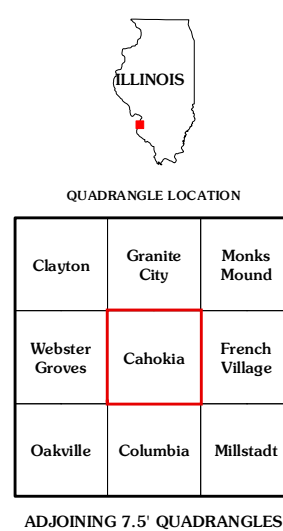 ILLINOIS
QUADRANGLE LOCATION
Clayton
Granite
City
Monks
Mound
Webster
Groves
Cahokia
French
Village
Oakville
Columbia
Millstadt
ADJOINING 7.5' QUADRANGLES